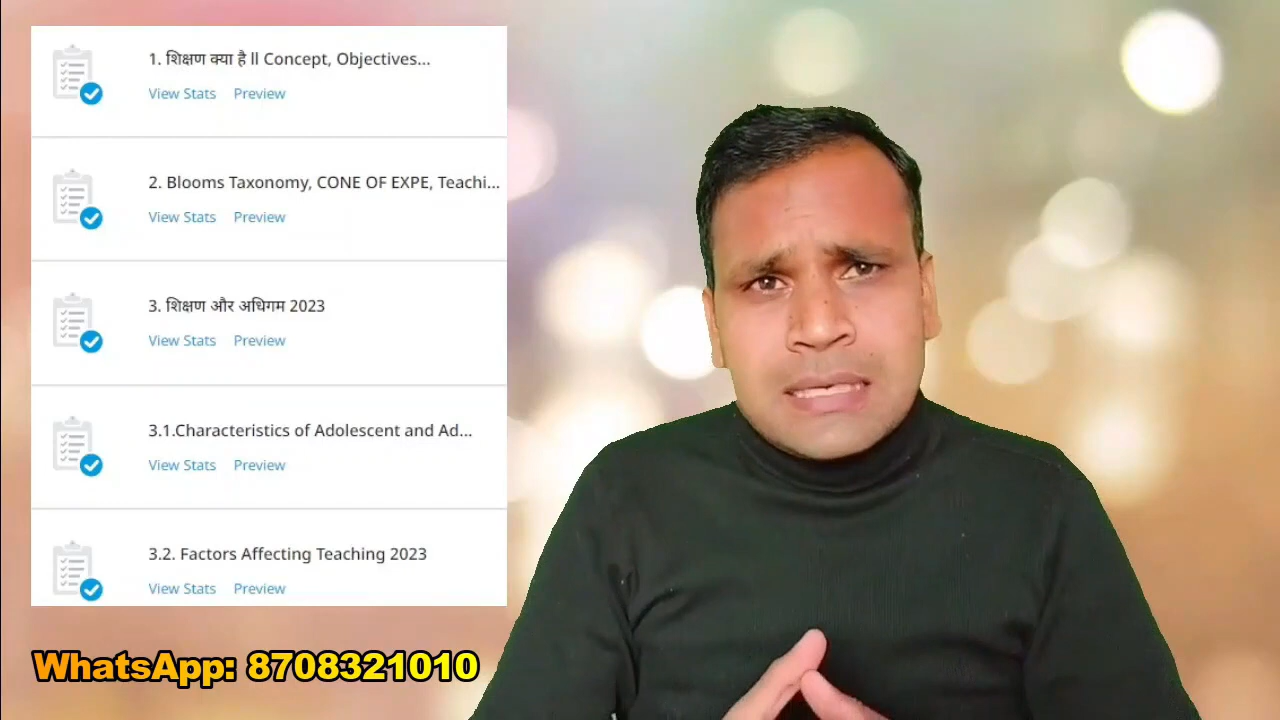 1. शिक्षण क्या है ll Concept, Objectives...
View Stats Preview
2. Blooms Taxonomy, CONE OF EXPE, Teachi...
View Stats Preview
3. शिक्षण और अधिगम 2023
View Stats Preview
3.1.Characteristics of Adolescent and Ad...
View Stats Preview
3.2. Factors Affecting Teaching 2023
View Stats Preview
WhatsApp: 8708321010